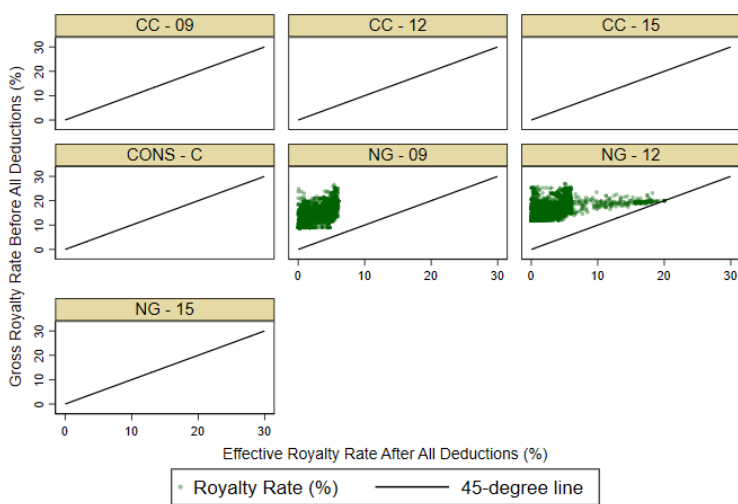 CC - 09
CC - 12
CC - 15
30
20
10
0
CONS - C
NG - 09
NG - 12
30
20
10
0
0
10
20
30
0
10
20
30
NG - 15
30
20
10
0
0
10
20
30
Gross Royalty Rate Before All Deductions (%)
Effective Royalty Rate After All Deductions (%)
Royalty Rate (%)
45-degree line